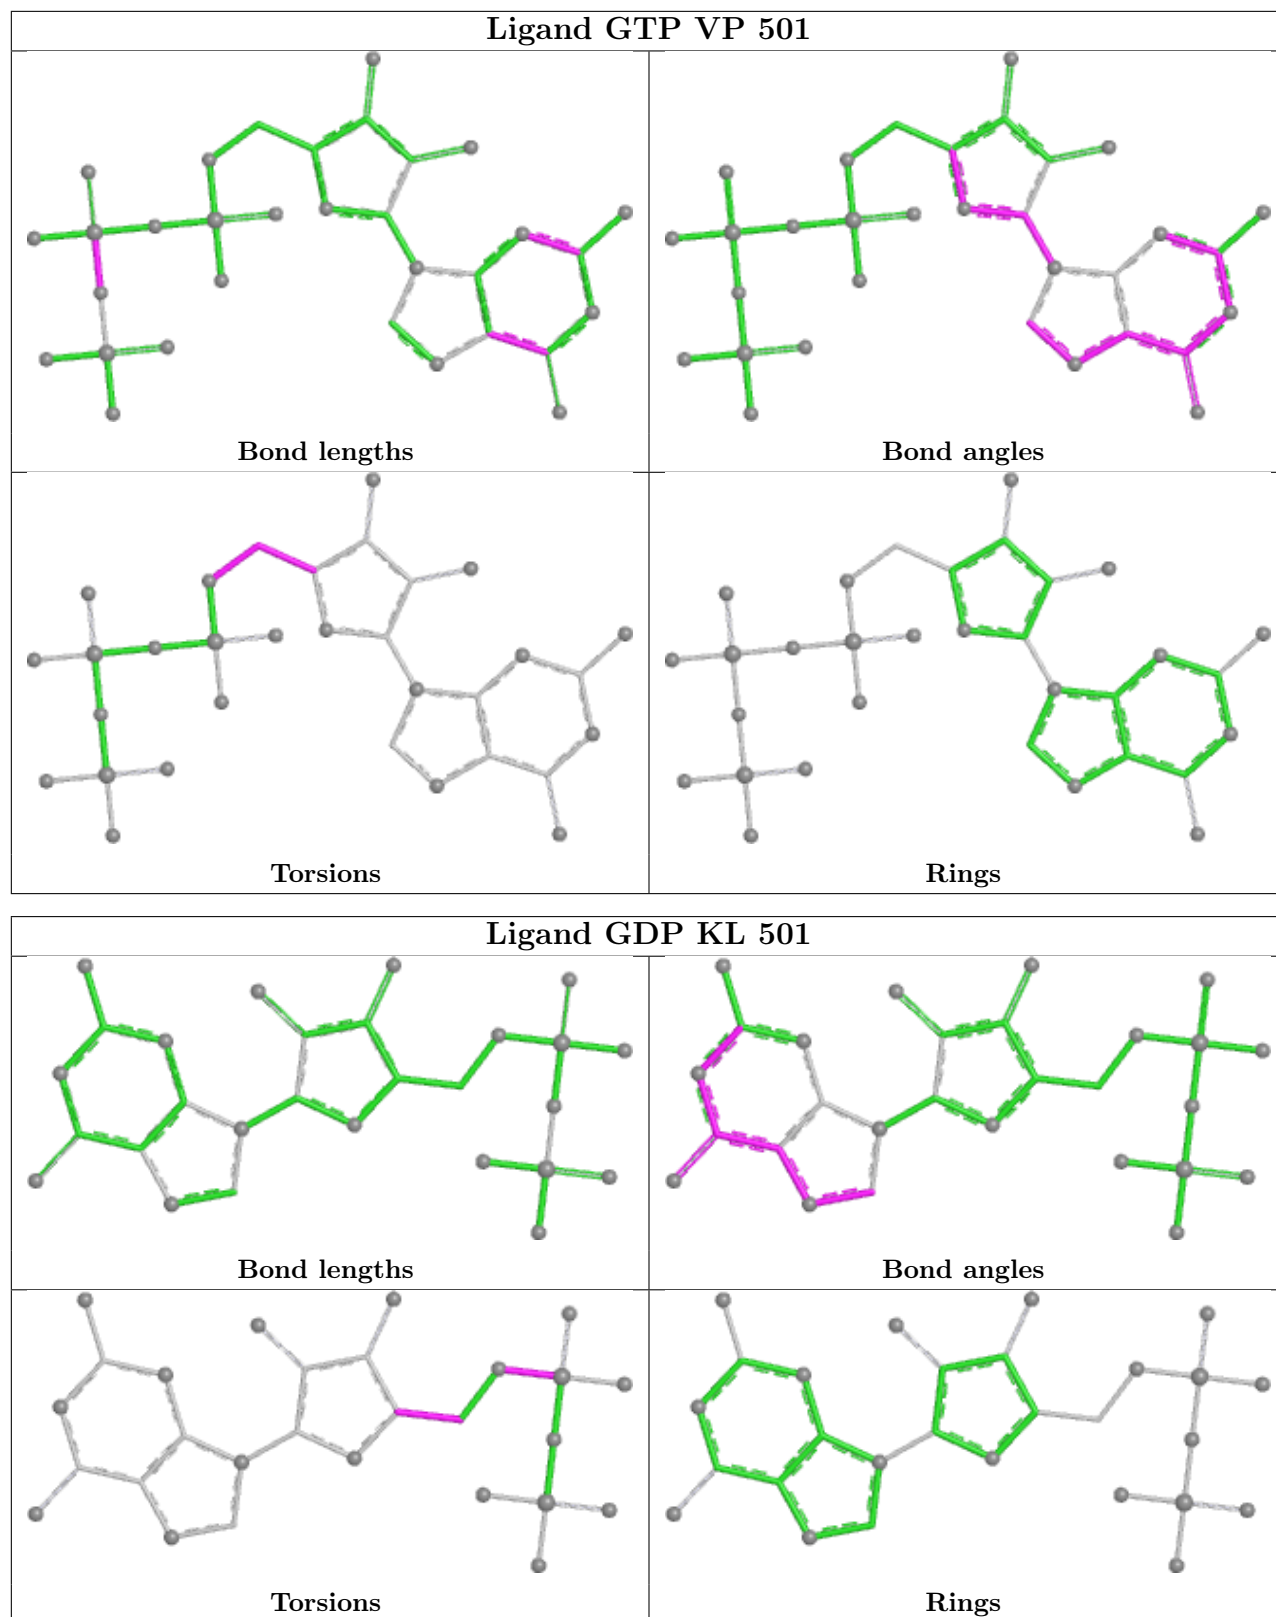 Ligand GTP VP 501
Bond lengths
Bond angles
Torsions
Rings
Ligand GDP KL 501
Bond lengths
Bond angles
Torsions
Rings